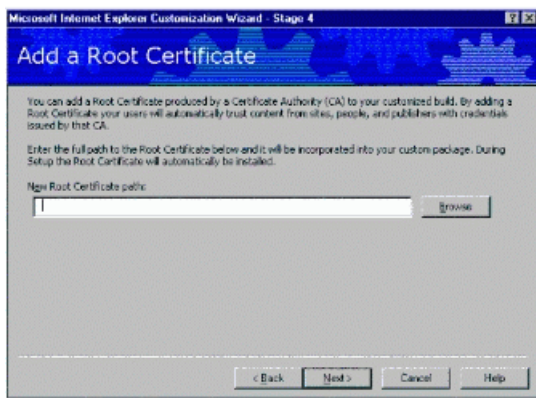 Microsoft Internet Explorer Customization Wizard - Stage 4
Add a Root Certificate
You can add a Root Certificate produced by a Certificate Authority (CA) to your customized build. By adding a
Root Certificate your users will automatically trust content from sites, people, and publishers with credentials
issued by that CA.
Enter the full path to the Root Certificate below and it will be incorporated into your custom package. During
Setup the Root Certificate will automatically be installed.
New Root Certificate path:
Browse
< Back Next > Cancel Help